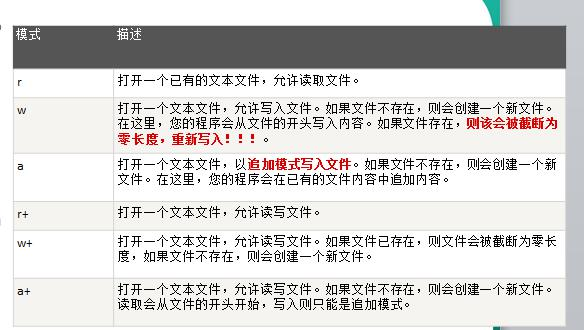 模式 描述
r 打开一个已有的文本文件，允许读取文件。
w 打开一个文本文件，允许写入文件。如果文件不存在，则会创建一个新文件。
在这里，您的程序会从文件的开头写入内容。如果文件存在，则该会被截断为
零长度，重新写入！！！。
a 打开一个文本文件，以追加模式写入文件。如果文件不存在，则会创建一个新
文件。在这里，您的程序会在已有的文件内容中追加内容。
r+ 打开一个文本文件，允许读写文件。
w+ 打开一个文本文件，允许读写文件。如果文件已存在，则文件会被截断为零长
度，如果文件不存在，则会创建一个新文件。
a+ 打开一个文本文件，允许读写文件。如果文件不存在，则会创建一个新文件。
读取会从文件的开头开始，写入则只能是追加模式。